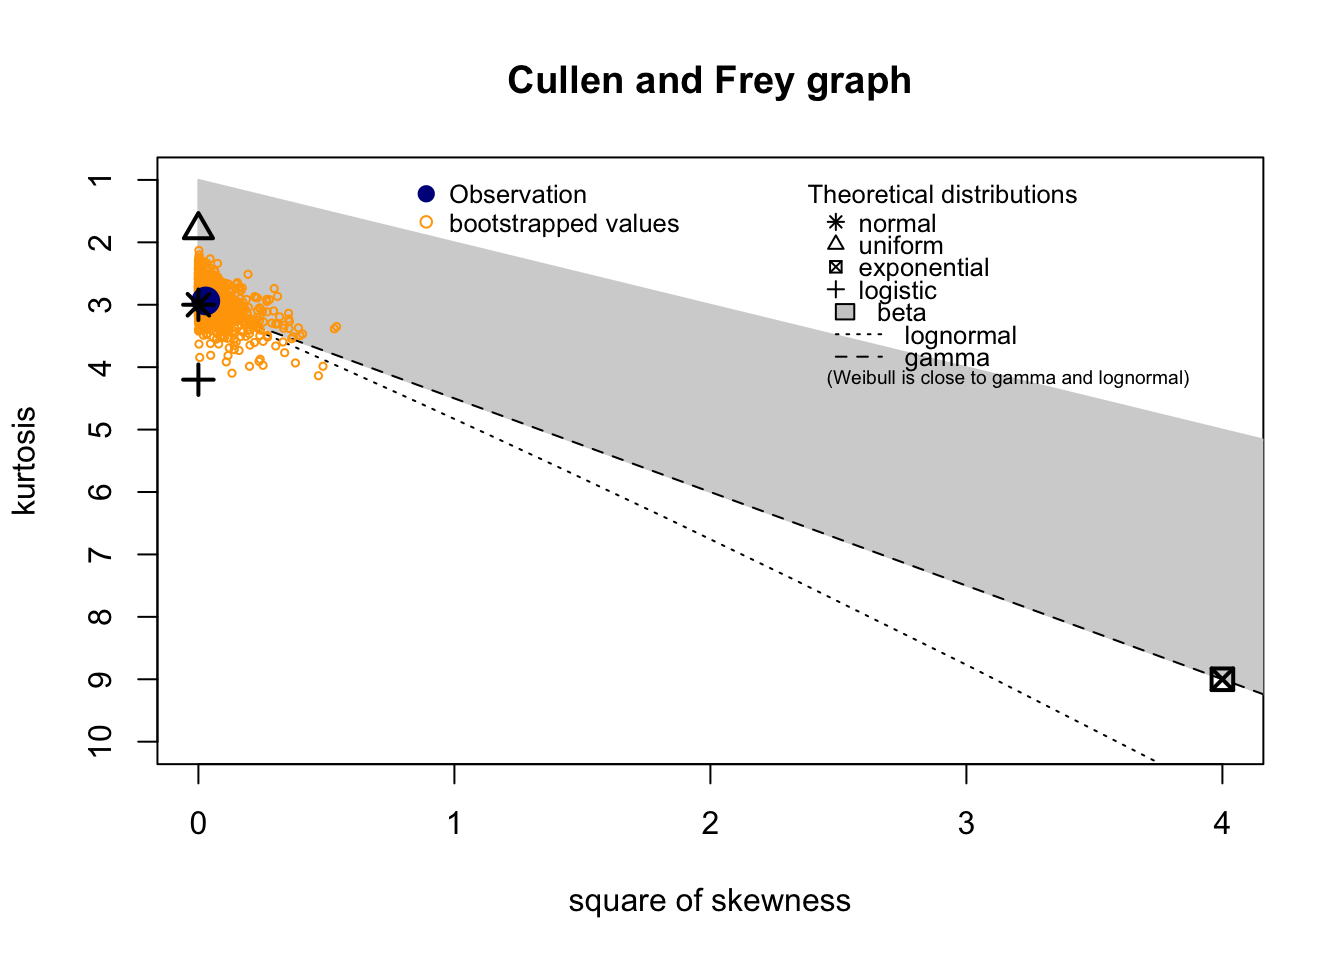 Cullen and Frey graph
Observation
bootstrapped values
Theoretical distributions
normal
uniform
exponential
logistic
beta
lognormal
gamma
(Weibull is close to gamma and lognormal)
kurtosis
1
2
3
4
5
6
7
8
9
10
0 1 2 3 4
square of skewness